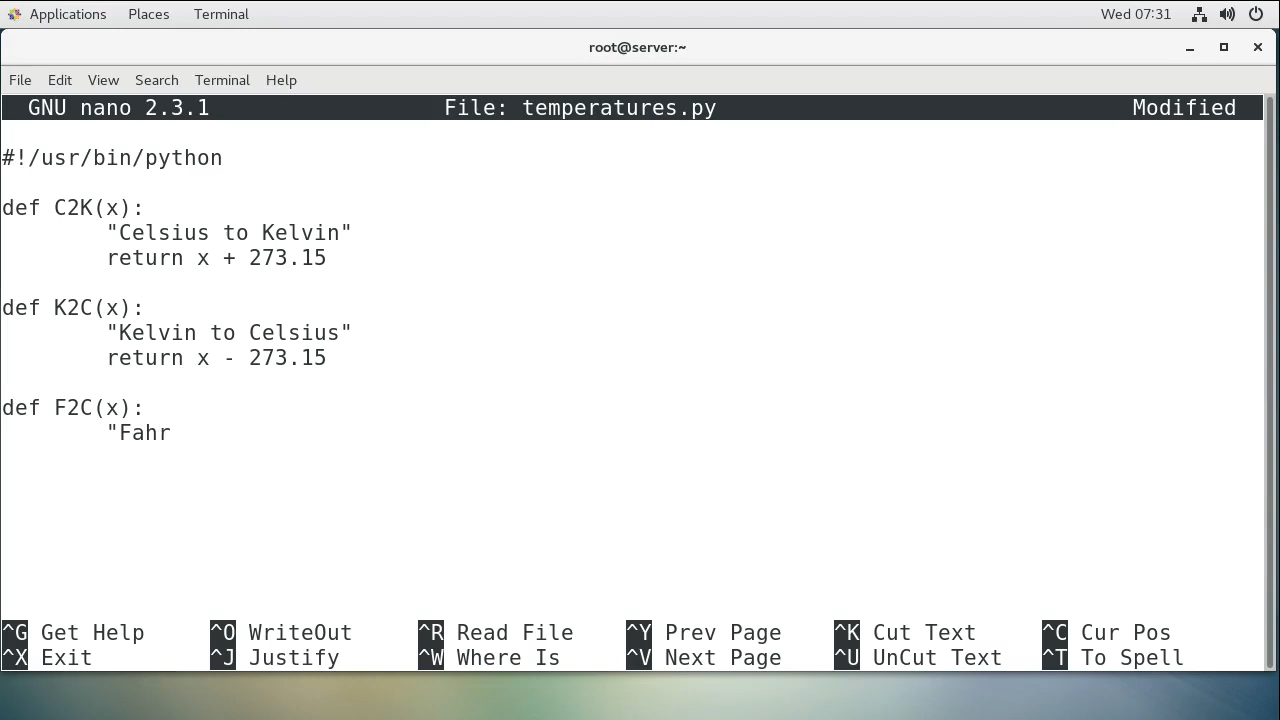 Applications Places Terminal Wed 07:31
root@server:~
File Edit View Search Terminal Help
GNU nano 2.3.1 File: temperatures.py Modified
#!/usr/bin/python
def C2K(x):
"Celsius to Kelvin"
return x + 273.15
def K2C(x):
"Kelvin to Celsius"
return x - 273.15
def F2C(x):
"Fahr
^G Get Help ^O WriteOut ^R Read File ^Y Prev Page ^K Cut Text ^C Cur Pos
^X Exit ^J Justify ^W Where Is ^V Next Page ^U UnCut Text ^T To Spell